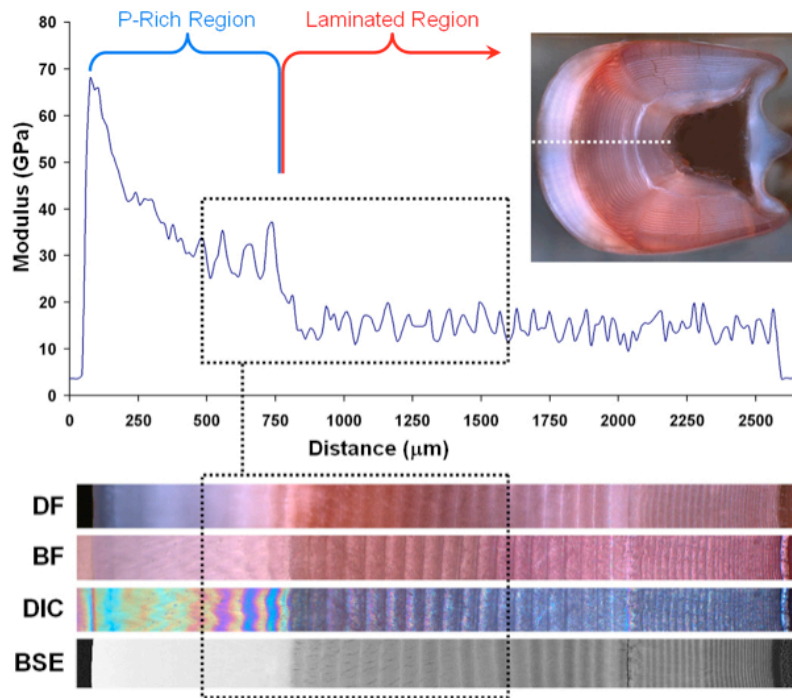 P-Rich Region
Laminated Region
80
70
60
50
40
30
20
10
0
Modulus (GPa)
0 250 500 750 1000 1250 1500 1750 2000 2250 2500
Distance (μm)
DF
BF
DIC
BSE